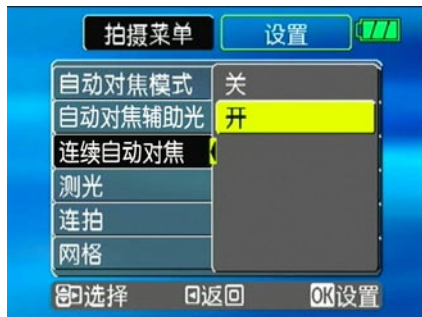 拍摄菜单 设置
自动对焦模式 关
自动对焦辅助光 开
连续自动对焦
测光
连拍
网格
选择 返回 OK设置